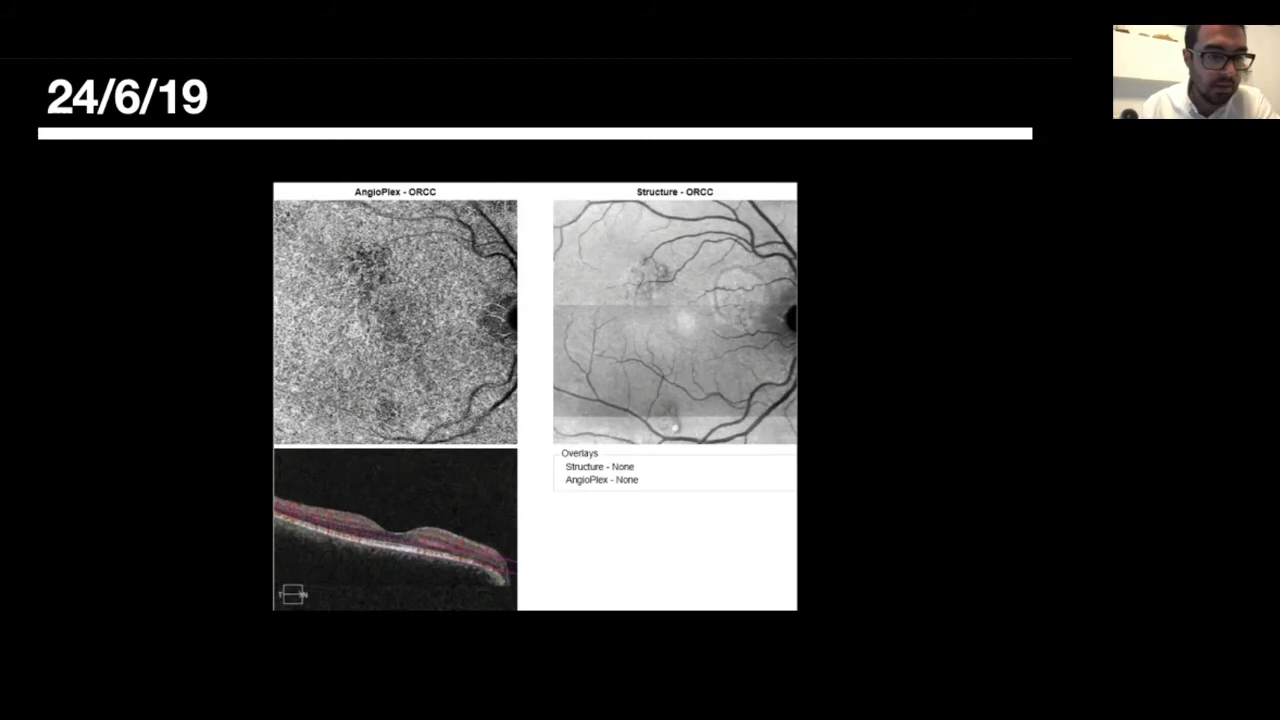 24/6/19
AngioPlex - ORCC
Structure - ORCC
Overlays
Structure - None
AngioPlex - None
T
N